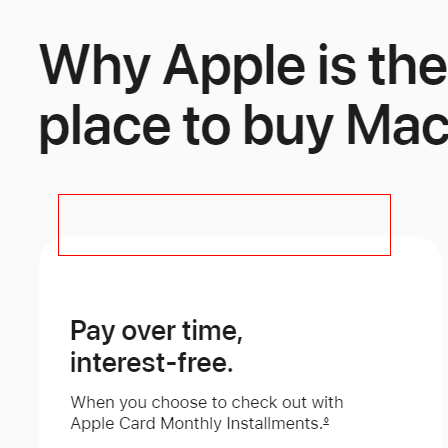 Why Apple is the
place to buy Mac
Pay over time,
interest-free.
When you choose to check out with
Apple Card Monthly Installments.◊